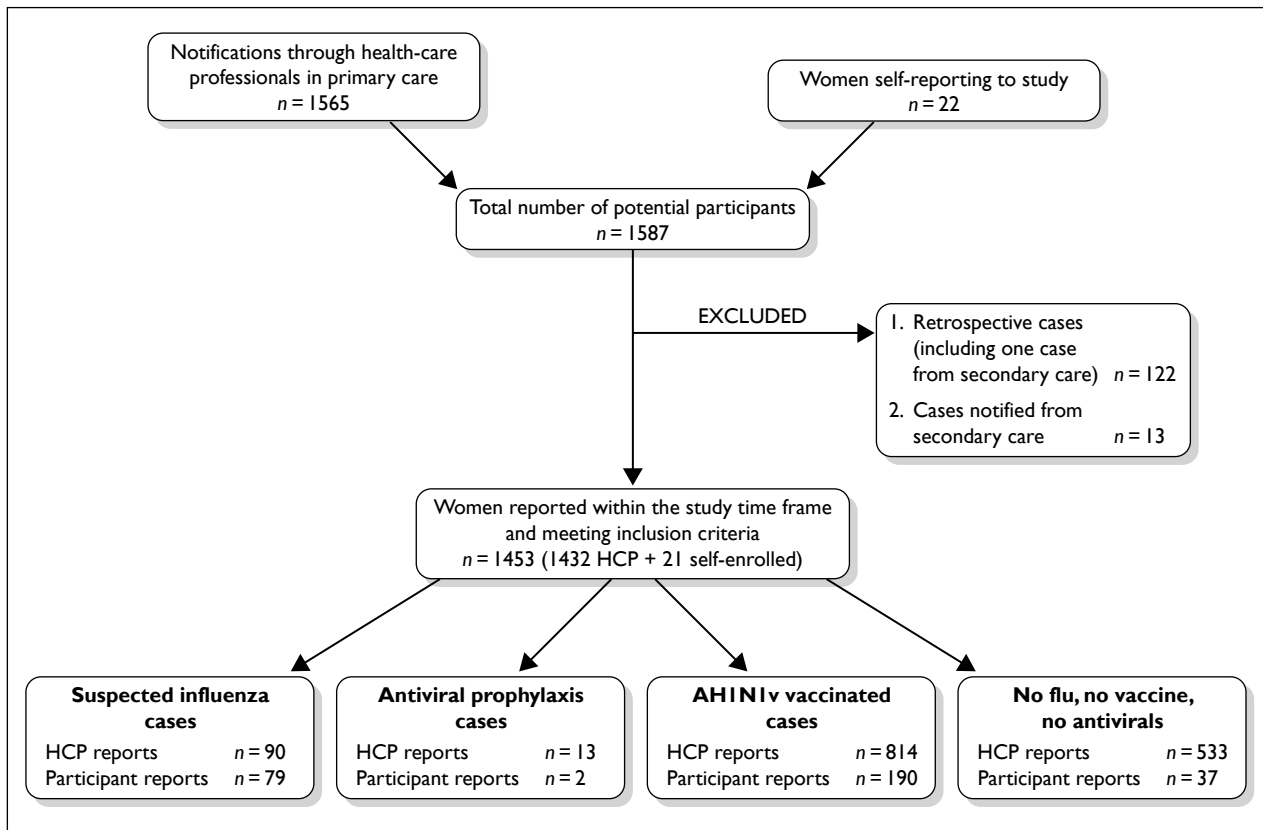 Notifications through health-care
professionals in primary care
n = 1565
Women self-reporting to study
n = 22
Total number of potential participants
n = 1587
EXCLUDED
1. Retrospective cases
(including one case
from secondary care) n = 122
2. Cases notified from
secondary care n = 13
Women reported within the study time frame
and meeting inclusion criteria
n = 1453 (1432 HCP + 21 self-enrolled)
Suspected influenza
cases
HCP reports n = 90
Participant reports n = 79
Antiviral prophylaxis
cases
HCP reports n = 13
Participant reports n = 2
AH1N1v vaccinated
cases
HCP reports n = 814
Participant reports n = 190
No flu, no vaccine,
no antivirals
HCP reports n = 533
Participant reports n = 37